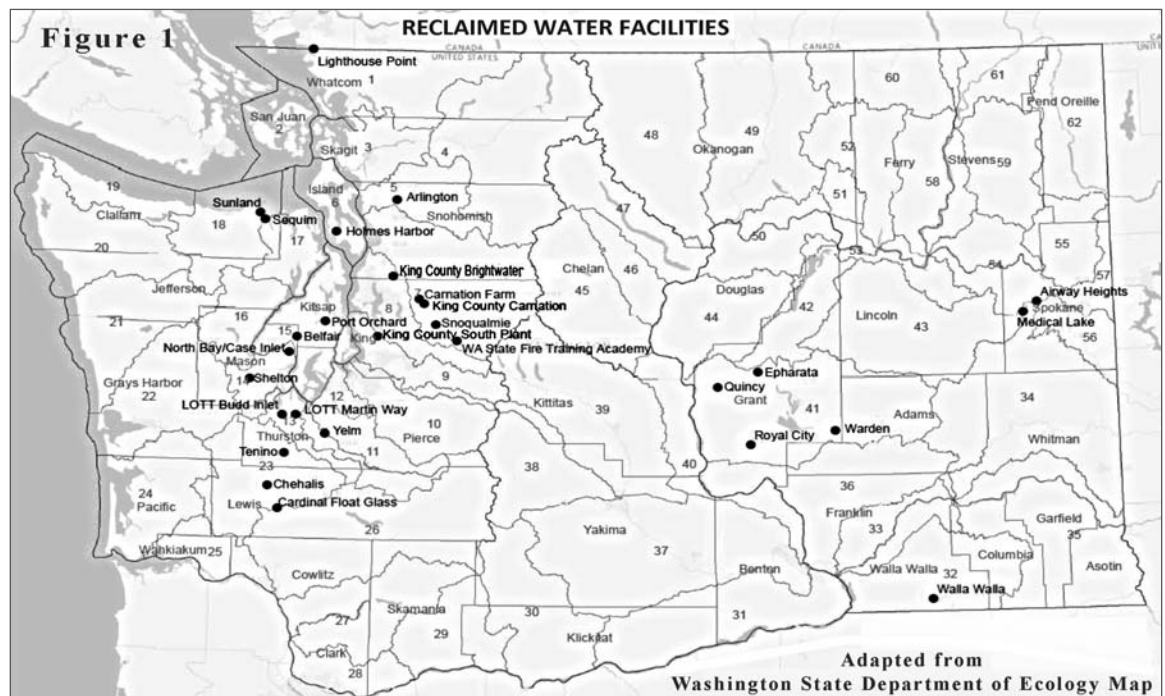 RECLAIMED WATER FACILITIES
Figure 1
CANADA
UNITED STATES
CANADA
Lighthouse Point
Whatcom
1
60
61
Pend Oreille
62
San Juan
2
Skagit
3
4
48
49
Okanogan
52
Ferry
Stevens
59
58
19
Clallam
Island
6
5
Arlington
Snohomish
51
47
Sunland
Sequim
18
17
Holmes Harbor
20
50
53
54
55
57
King County Brightwater
Chelan
46
45
Jefferson
Douglas
42
Airway Heights
Spokane
Medical Lake
56
7
Carnation Farm
King County Carnation
8
Kitsap
21
16
44
Lincoln
43
Port Orchard
Snoqualmie
15
Belfair
King
King County South Plant
WA State Fire Training Academy
North Bay/Case Inlet
Mason
14
Shelton
9
Epharata
Quincy
Grant
Grays Harbor
22
12
Kittitas
39
41
Adams
34
LOTT Budd Inlet
LOTT Martin Way
13
Thurston
Yelm
10
Pierce
11
Warden
Royal City
Whitman
Tenino
23
38
40
Chehalis
24
Pacific
Lewis
Cardinal Float Glass
26
36
Franklin
33
Garfield
35
Yakima
37
Wahkiakum
25
Columbia
Asotin
Walla Walla
32
Walla Walla
Cowlitz
Benton
Skamania
27
29
30
31
Klickitat
Clark
28
Adapted from
Washington State Department of Ecology Map